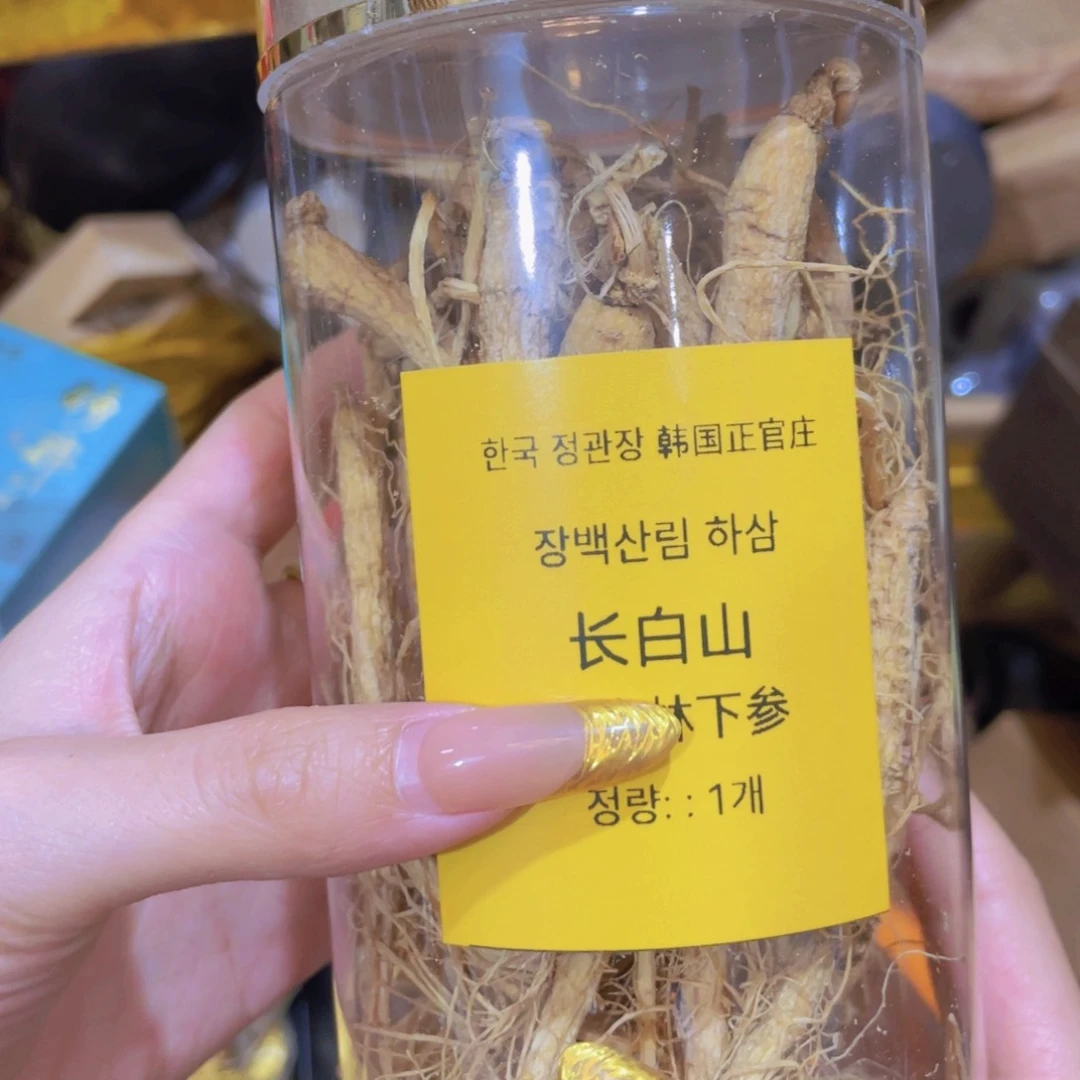 한국 정관장 韩国正官庄
장백산림 하삼
长白山
林下参
정량: : 1개